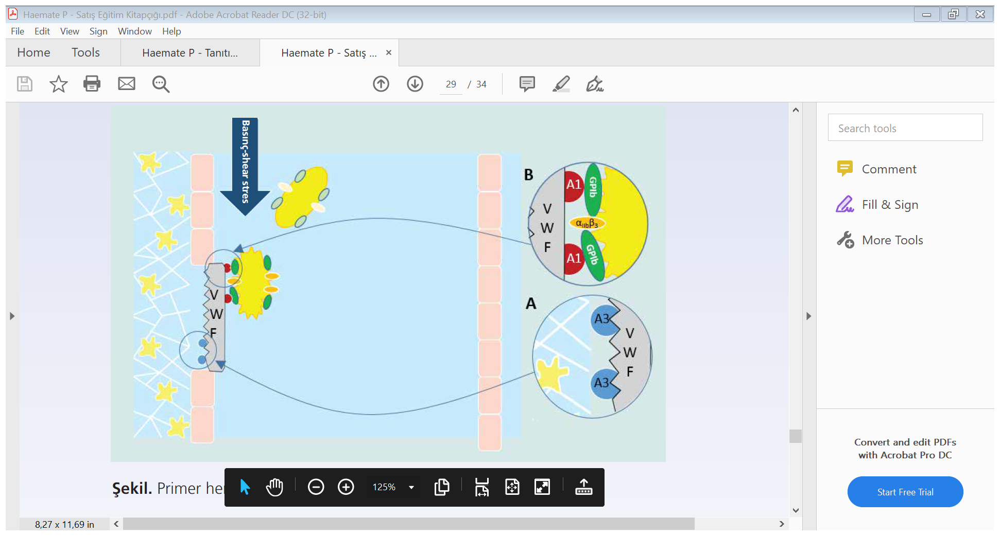 Haemate P - Satış Eğitim Kitapçığı.pdf - Adobe Acrobat Reader DC (32-bit)
File Edit View Sign Window Help
Home Tools Haemate P - Tanıtı... Haemate P - Satış ...
29 / 34
Basınç-shear stres
B
A1
GPIb
V
W
F
αIIbβ3
A1
GPIb
A
A3
V
W
F
A3
V
W
F
Şekil. Primer
125%
8,27 x 11,69 in
Search tools
Comment
Fill & Sign
More Tools
Convert and edit PDFs
with Acrobat Pro DC
Start Free Trial